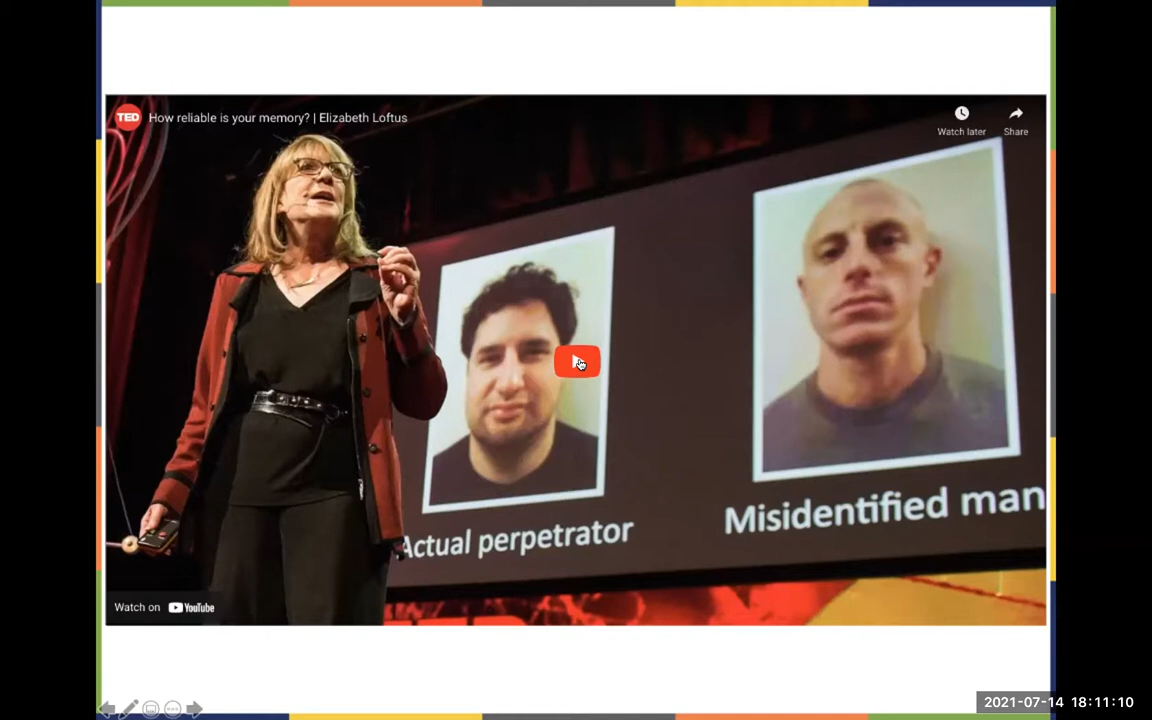 TED How reliable is your memory? | Elizabeth Loftus
Watch later
Share
Actual perpetrator
Misidentified man
Watch on YouTube
2021-07-14 18:11:10